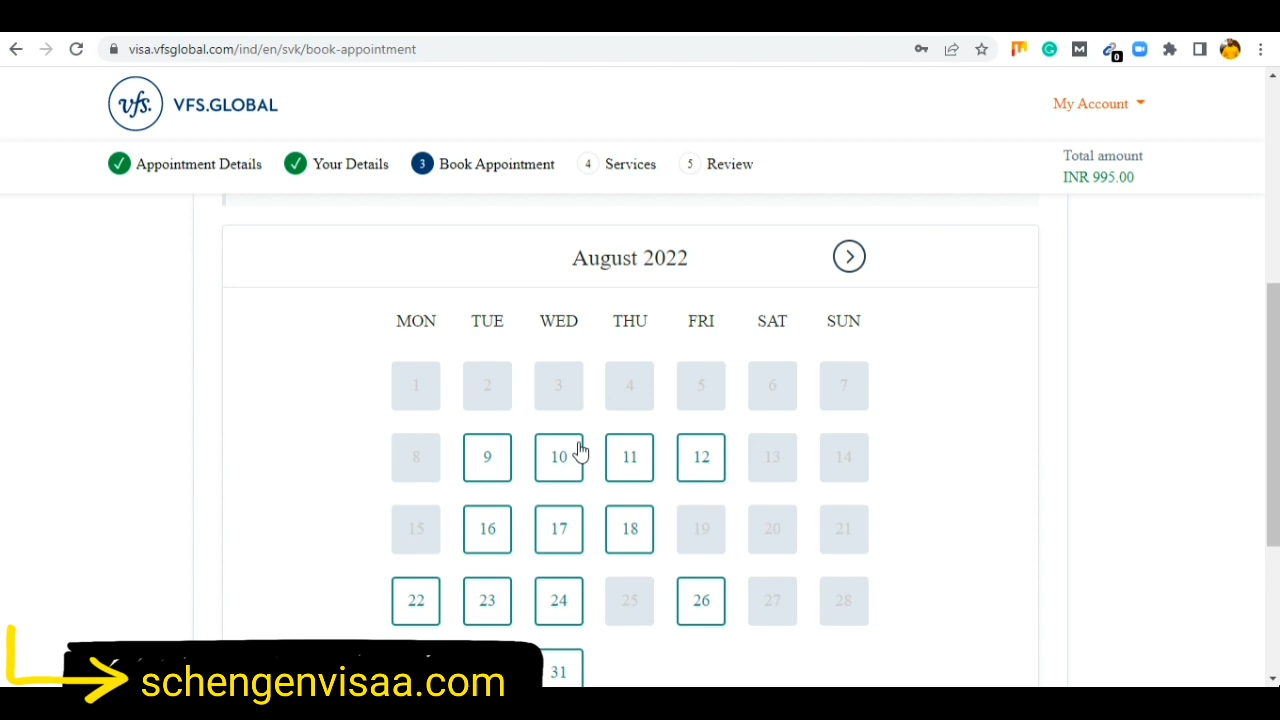 visa.vfsglobal.com/ind/en/svk/book-appointment
0
vfs. VFS.GLOBAL
My Account
Appointment Details Your Details 3 Book Appointment 4 Services 5 Review
Total amount
INR 995.00
August 2022
MON TUE WED THU FRI SAT SUN
1 2 3 4 5 6 7
8 9 10 11 12 13 14
15 16 17 18 19 20 21
22 23 24 25 26 27 28
31
schengenvisaa.com